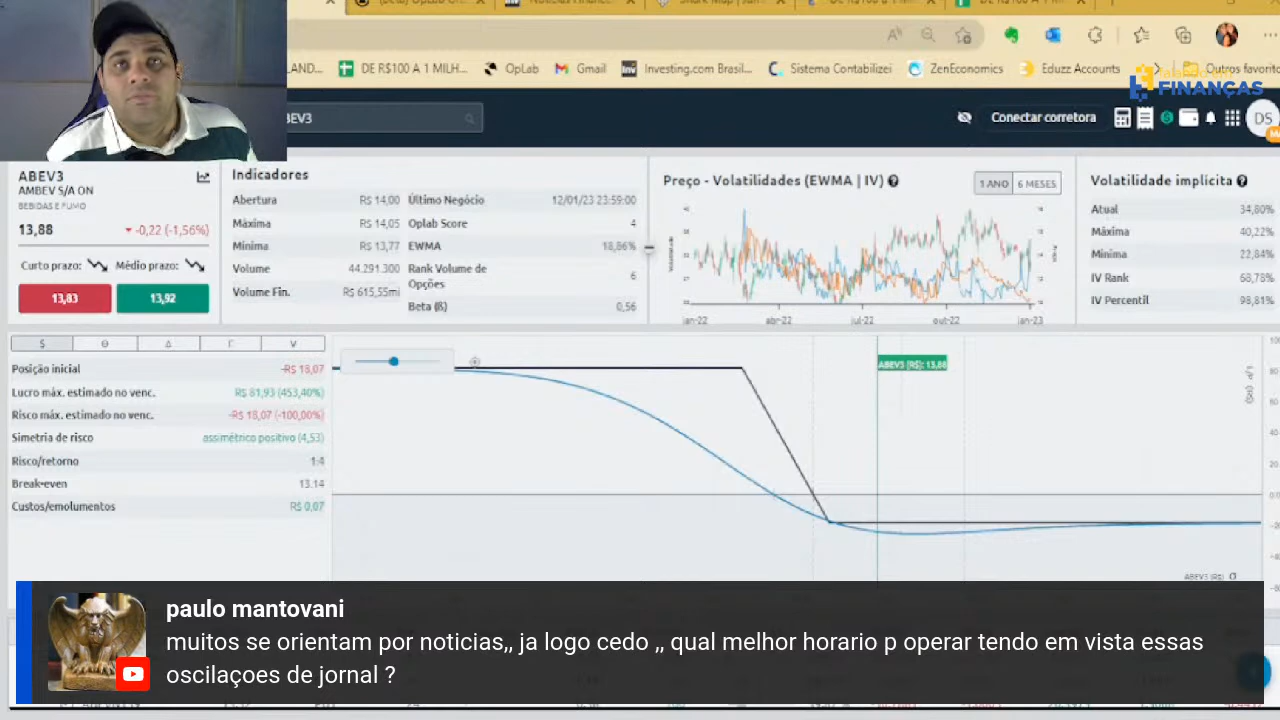 DE R$100 A 1 MILH...
OpLab
Gmail
Investing.com Brasil...
Sistema Contabilizei
ZenEconomics
Eduzz Accounts
Outros favorito
FINANÇAS
BEV3
Conectar corretora
DS
ABEV3
AMBEV S/A ON
BEBIDAS E FUMO
13,88
-0,22 (-1,56%)
Curto prazo:
Médio prazo:
13,83
13,92
Indicadores
Abertura R$ 14,00
Máxima R$ 14,05
Mínima R$ 13,77
Volume 44.291.300
Volume Fin. R$ 615,55mi
Último Negócio 12/01/23 23:59:00
Oplab Score 4
EWMA 18,86%
Rank Volume de
Opções 6
Beta (ß) 0,56
Preço - Volatilidades (EWMA | IV)
1 ANO
6 MESES
jan-22
abr-22
jul-22
out-22
jan-23
Volatilidade implícita
Atual 34,80%
Máxima 40,22%
Mínima 22,84%
IV Rank 68,78%
IV Percentil 98,81%
Posição inicial -R$ 18,07
Lucro máx. estimado no venc. R$ 81,93 (453,40%)
Risco máx. estimado no venc. -R$ 18,07 (-100,00%)
Simetria de risco assimétrico positivo (4,53)
Risco/retorno 1:4
Break-even 13.14
Custos/emolumentos R$ 0,07
ABEV3 (R$): 13,88
ABEV3 (R$)
paulo mantovani
muitos se orientam por noticias,, ja logo cedo ,, qual melhor horario p operar tendo em vista essas
oscilaçoes de jornal ?